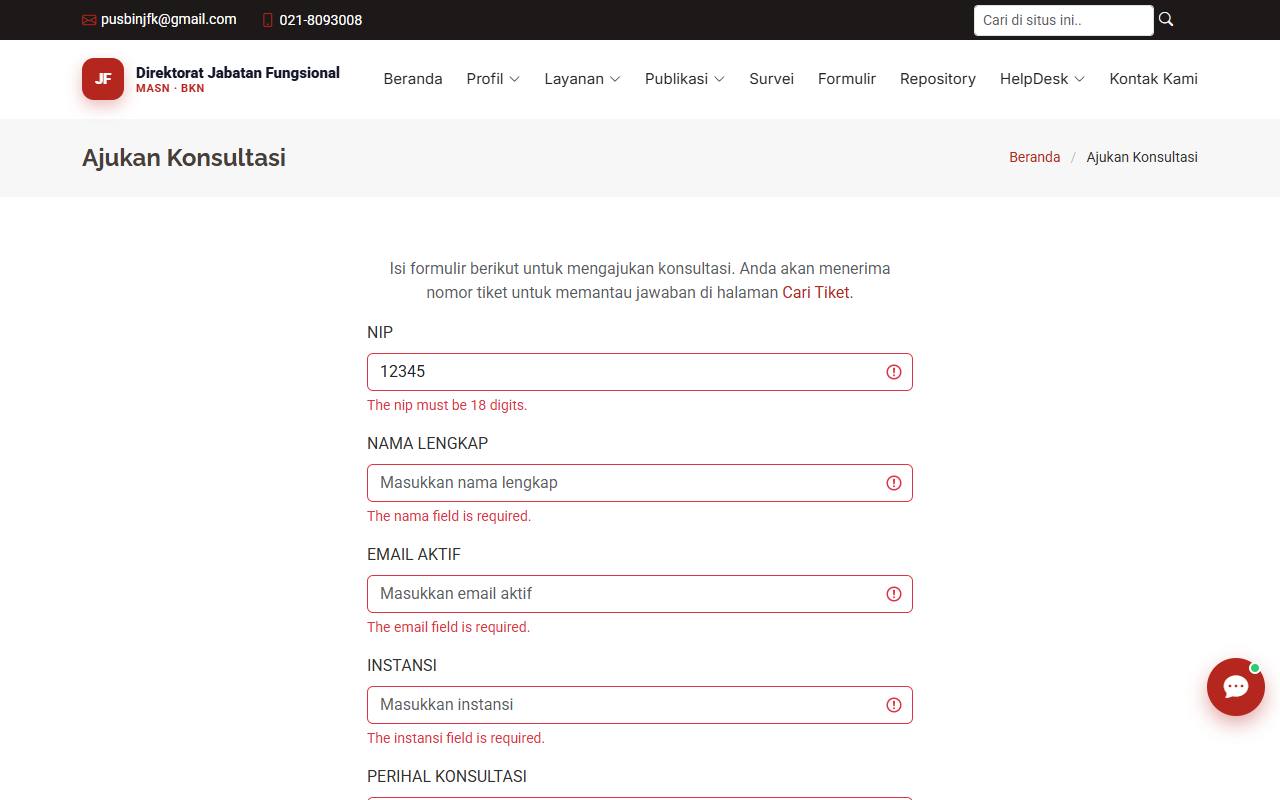 pusbinjfk@gmail.com 021-8093008 Cari di situs ini..
JF Direktorat Jabatan Fungsional
MASN · BKN
Beranda Profil Layanan Publikasi Survei Formulir Repository HelpDesk Kontak Kami
Ajukan Konsultasi
Beranda / Ajukan Konsultasi
Isi formulir berikut untuk mengajukan konsultasi. Anda akan menerima
nomor tiket untuk memantau jawaban di halaman Cari Tiket.
NIP
12345
The nip must be 18 digits.
NAMA LENGKAP
Masukkan nama lengkap
The nama field is required.
EMAIL AKTIF
Masukkan email aktif
The email field is required.
INSTANSI
Masukkan instansi
The instansi field is required.
PERIHAL KONSULTASI